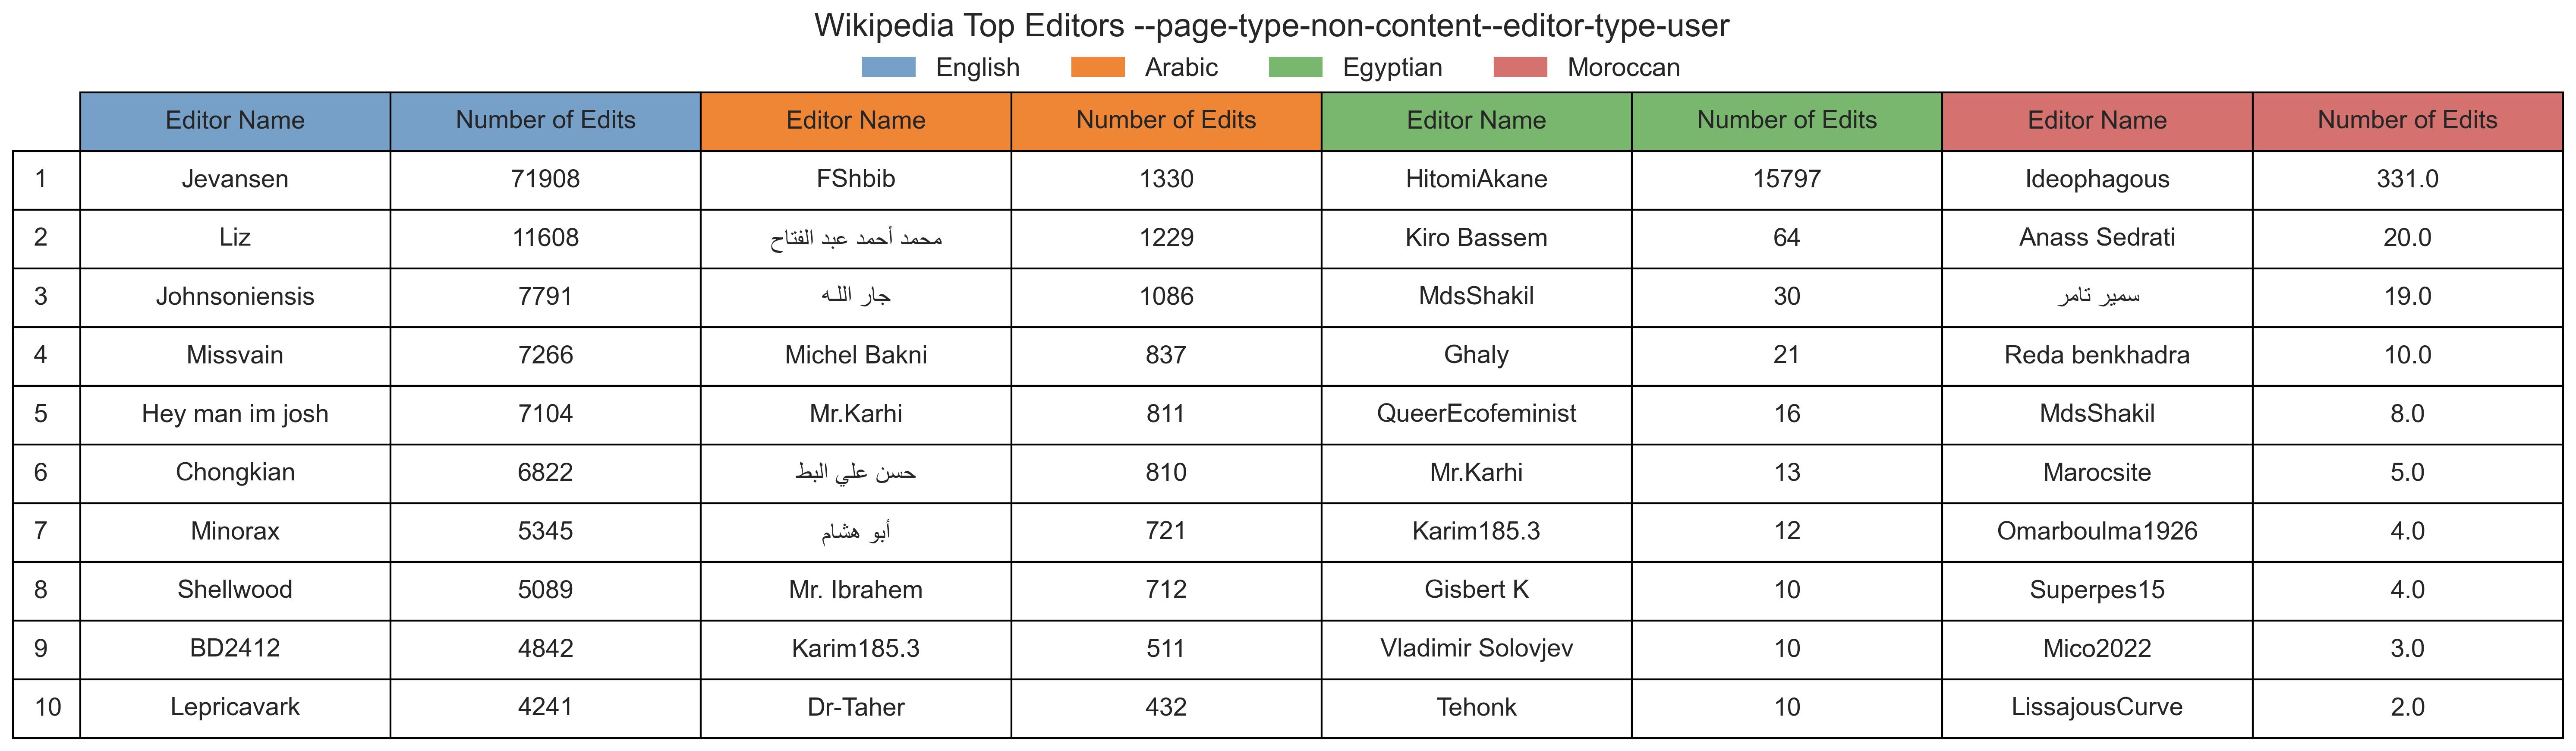 Wikipedia Top Editors --page-type-non-content--editor-type-user
English Arabic Egyptian Moroccan
Editor Name Number of Edits Editor Name Number of Edits Editor Name Number of Edits Editor Name Number of Edits
1 Jevansen 71908 FShbib 1330 HitomiAkane 15797 Ideophagous 331.0
2 Liz 11608 محمد أحمد عبد الفتاح 1229 Kiro Bassem 64 Anass Sedrati 20.0
3 Johnsoniensis 7791 جار اللـه 1086 MdsShakil 30 سمير تامر 19.0
4 Missvain 7266 Michel Bakni 837 Ghaly 21 Reda benkhadra 10.0
5 Hey man im josh 7104 Mr.Karhi 811 QueerEcofeminist 16 MdsShakil 8.0
6 Chongkian 6822 حسن علي البط 810 Mr.Karhi 13 Marocsite 5.0
7 Minorax 5345 أبو هشام 721 Karim185.3 12 Omarboulma1926 4.0
8 Shellwood 5089 Mr. Ibrahem 712 Gisbert K 10 Superpes15 4.0
9 BD2412 4842 Karim185.3 511 Vladimir Solovjev 10 Mico2022 3.0
10 Lepricavark 4241 Dr-Taher 432 Tehonk 10 LissajousCurve 2.0